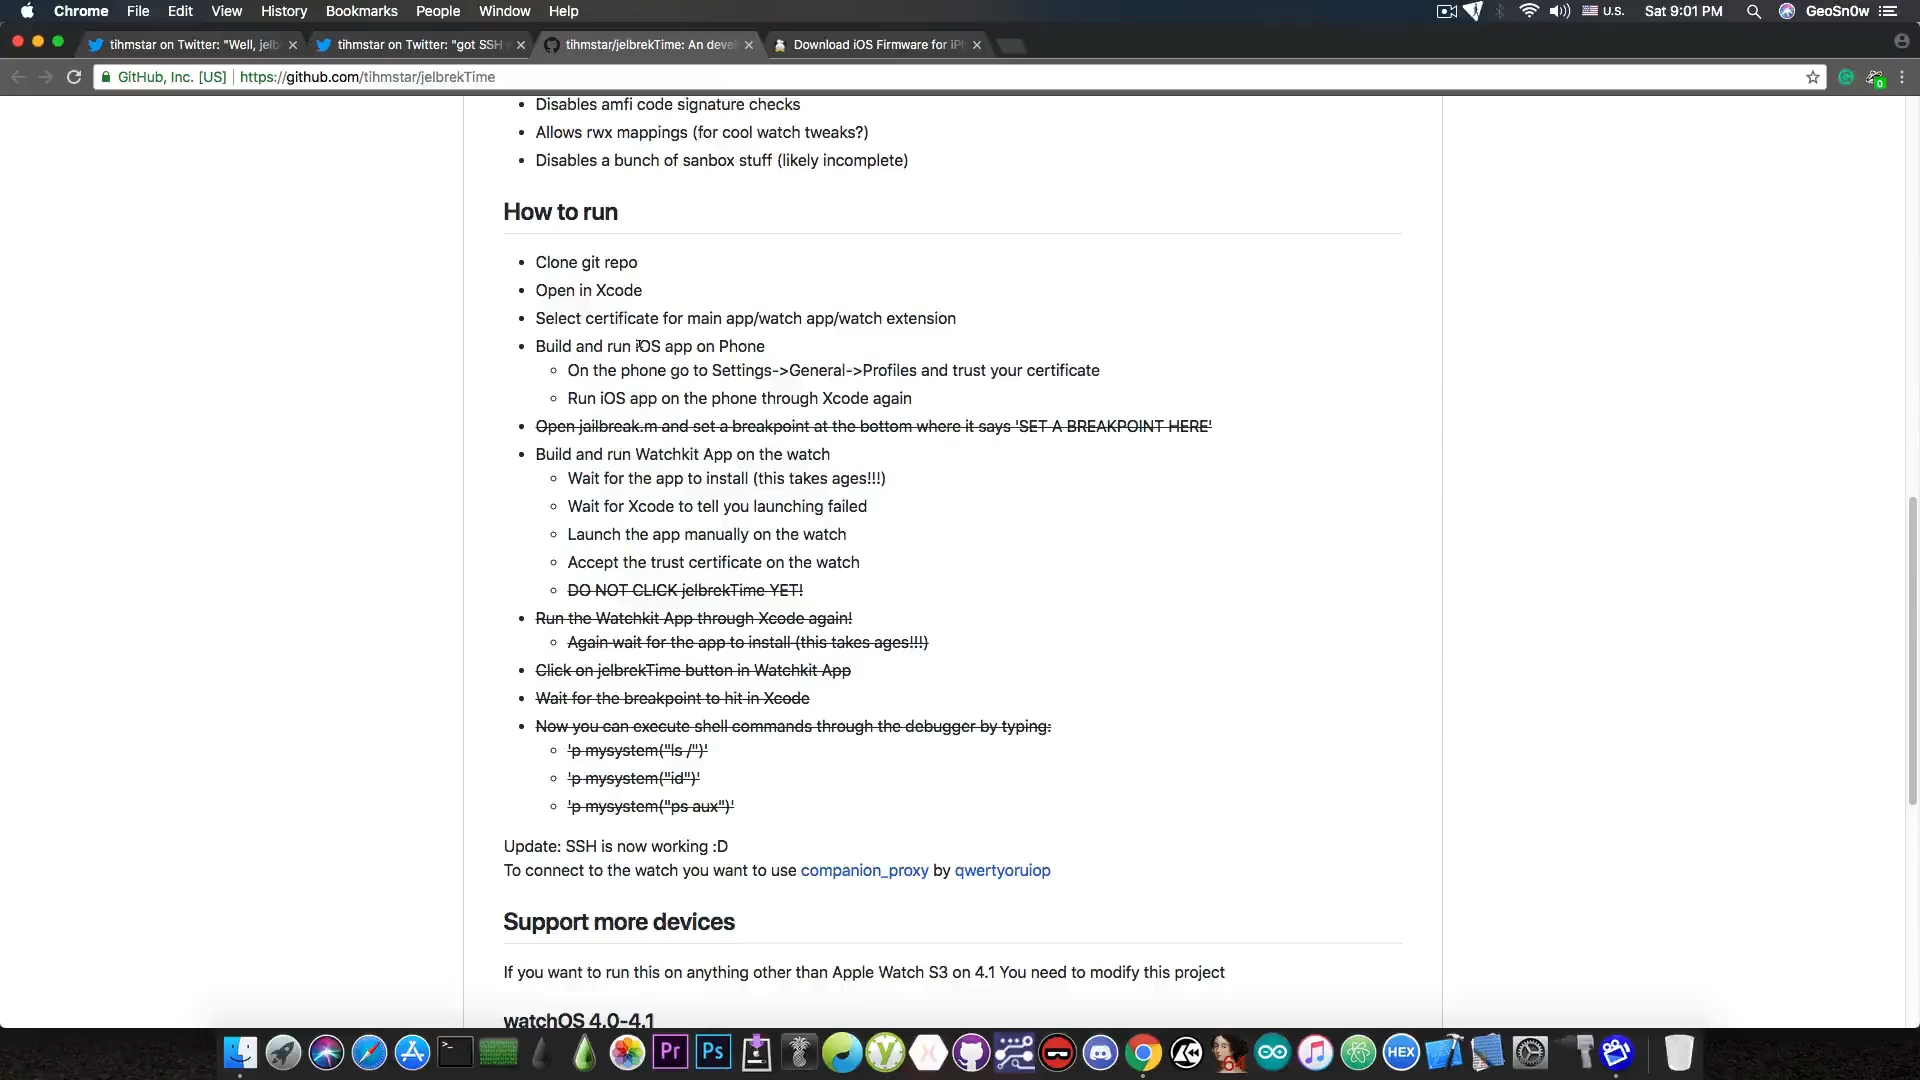 Chrome File Edit View History Bookmarks People Window Help
U.S. Sat 9:01 PM GeoSn0w
tihmstar on Twitter: "Well, jelb
tihmstar on Twitter: "got SSH
tihmstar/jelbrekTime: An deve
Download iOS Firmware for iP
GitHub, Inc. [US] https://github.com/tihmstar/jelbrekTime
0
Disables amfi code signature checks
Allows rwx mappings (for cool watch tweaks?)
Disables a bunch of sanbox stuff (likely incomplete)
How to run
Clone git repo
Open in Xcode
Select certificate for main app/watch app/watch extension
Build and run iOS app on Phone
On the phone go to Settings->General->Profiles and trust your certificate
Run iOS app on the phone through Xcode again
Open jailbreak.m and set a breakpoint at the bottom where it says 'SET A BREAKPOINT HERE'
Build and run Watchkit App on the watch
Wait for the app to install (this takes ages!!!)
Wait for Xcode to tell you launching failed
Launch the app manually on the watch
Accept the trust certificate on the watch
DO NOT CLICK jelbrekTime YET!
Run the Watchkit App through Xcode again!
Again wait for the app to install (this takes ages!!!)
Click on jelbrekTime button in Watchkit App
Wait for the breakpoint to hit in Xcode
Now you can execute shell commands through the debugger by typing:
'p mysystem("ls /")'
'p mysystem("id")'
'p mysystem("ps aux")'
Update: SSH is now working :D
To connect to the watch you want to use companion_proxy by qwertyoruiop
Support more devices
If you want to run this on anything other than Apple Watch S3 on 4.1 You need to modify this project
watchOS 4.0-4.1
Pr Ps HEX